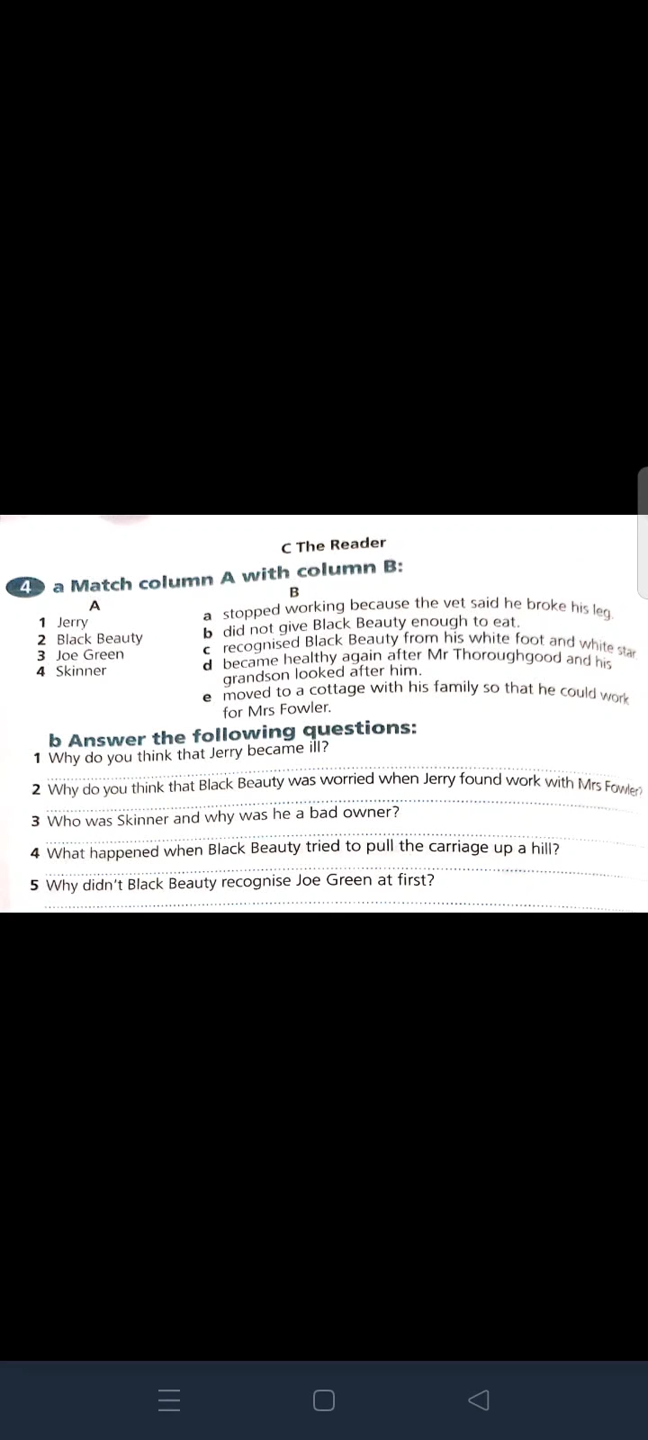 C The Reader
4 a Match column A with column B:
A B
1 Jerry
2 Black Beauty
3 Joe Green
4 Skinner
a stopped working because the vet said he broke his leg.
b did not give Black Beauty enough to eat.
c recognised Black Beauty from his white foot and white star
d became healthy again after Mr Thoroughgood and his
grandson looked after him.
e moved to a cottage with his family so that he could work
for Mrs Fowler.
b Answer the following questions:
1 Why do you think that Jerry became ill?
2 Why do you think that Black Beauty was worried when Jerry found work with Mrs Fowler?
3 Who was Skinner and why was he a bad owner?
4 What happened when Black Beauty tried to pull the carriage up a hill?
5 Why didn't Black Beauty recognise Joe Green at first?